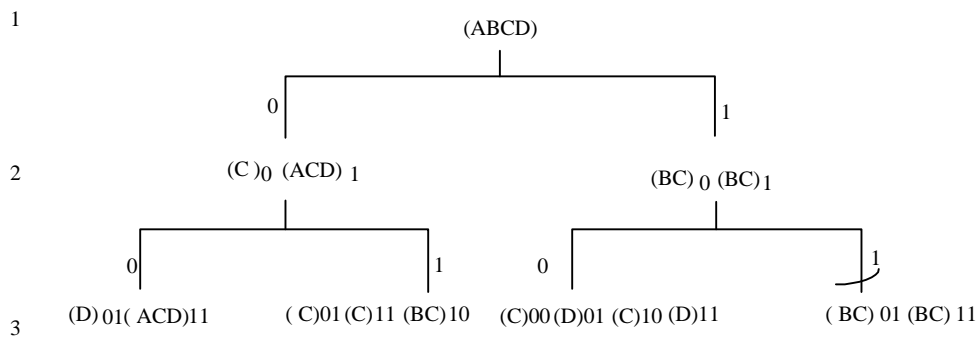 1
(ABCD)
0
1
2
(C )0 (ACD) 1
(BC) 0 (BC)1
0
1
0
1
(D) 01( ACD)11
( C)01 (C)11 (BC)10
(C)00 (D)01 (C)10 (D)11
( BC) 01 (BC) 11
3